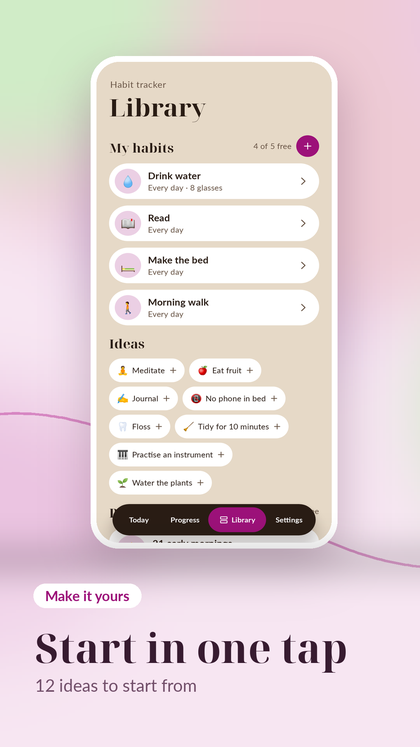 Habit tracker
Library
My habits
4 of 5 free
Drink water
Every day · 8 glasses
Read
Every day
Make the bed
Every day
Morning walk
Every day
Ideas
Meditate +
Eat fruit +
Journal +
No phone in bed +
Floss +
Tidy for 10 minutes +
Practise an instrument +
Water the plants +
Today
Progress
Library
Settings
21 early mornings
Make it yours
Start in one tap
12 ideas to start from